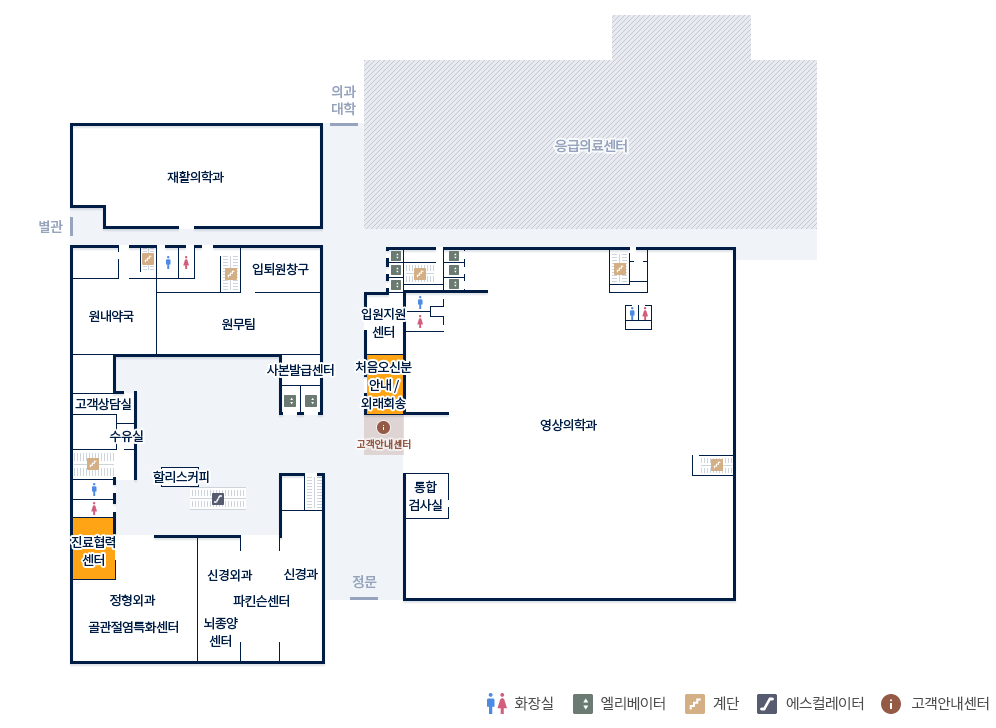 의과
대학
응급의료센터
재활의학과
별관
입퇴원창구
원내약국
원무팀
입원지원
센터
사본발급센터
처음오신분
안내 /
외래회송
고객상담실
수유실
고객안내센터
영상의학과
할리스커피
통합
검사실
진료협력
센터
신경외과
신경과
정문
정형외과
파킨슨센터
골관절염특화센터
뇌종양
센터
화장실
엘리베이터
계단
에스컬레이터
고객안내센터